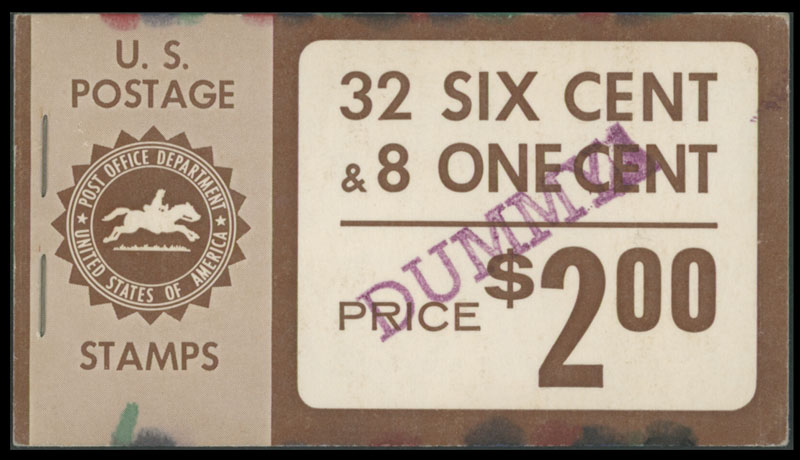 U. S.
POSTAGE
POST OFFICE DEPARTMENT
★ UNITED STATES OF AMERICA ★
STAMPS
32 SIX CENT
& 8 ONE CENT
DUMMY
PRICE $2.00